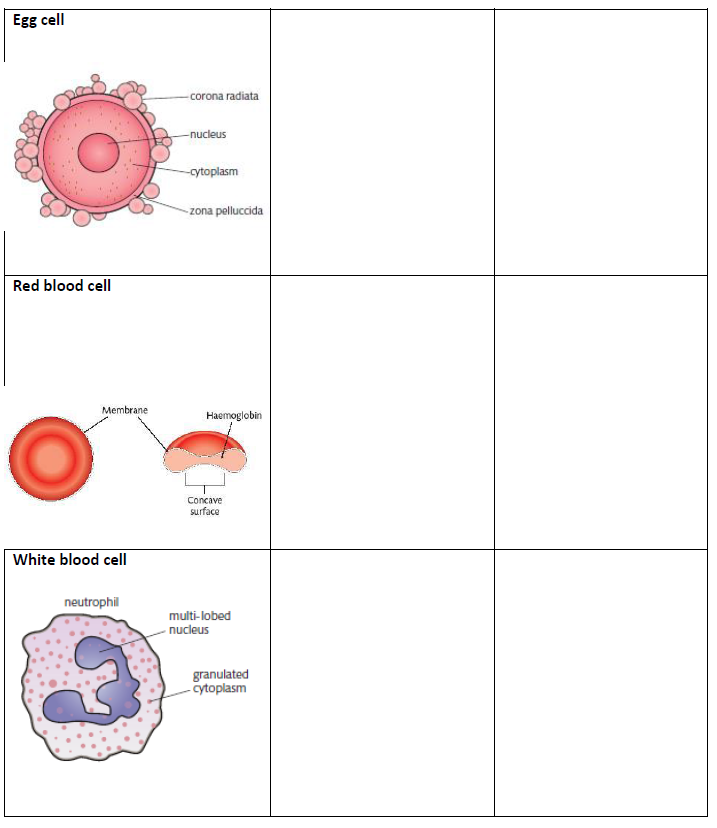 Egg cell
corona radiata
nucleus
cytoplasm
zona pelluccida
Red blood cell
Membrane
Haemoglobin
Concave
surface
White blood cell
neutrophil
multi-lobed
nucleus
granulated
cytoplasm